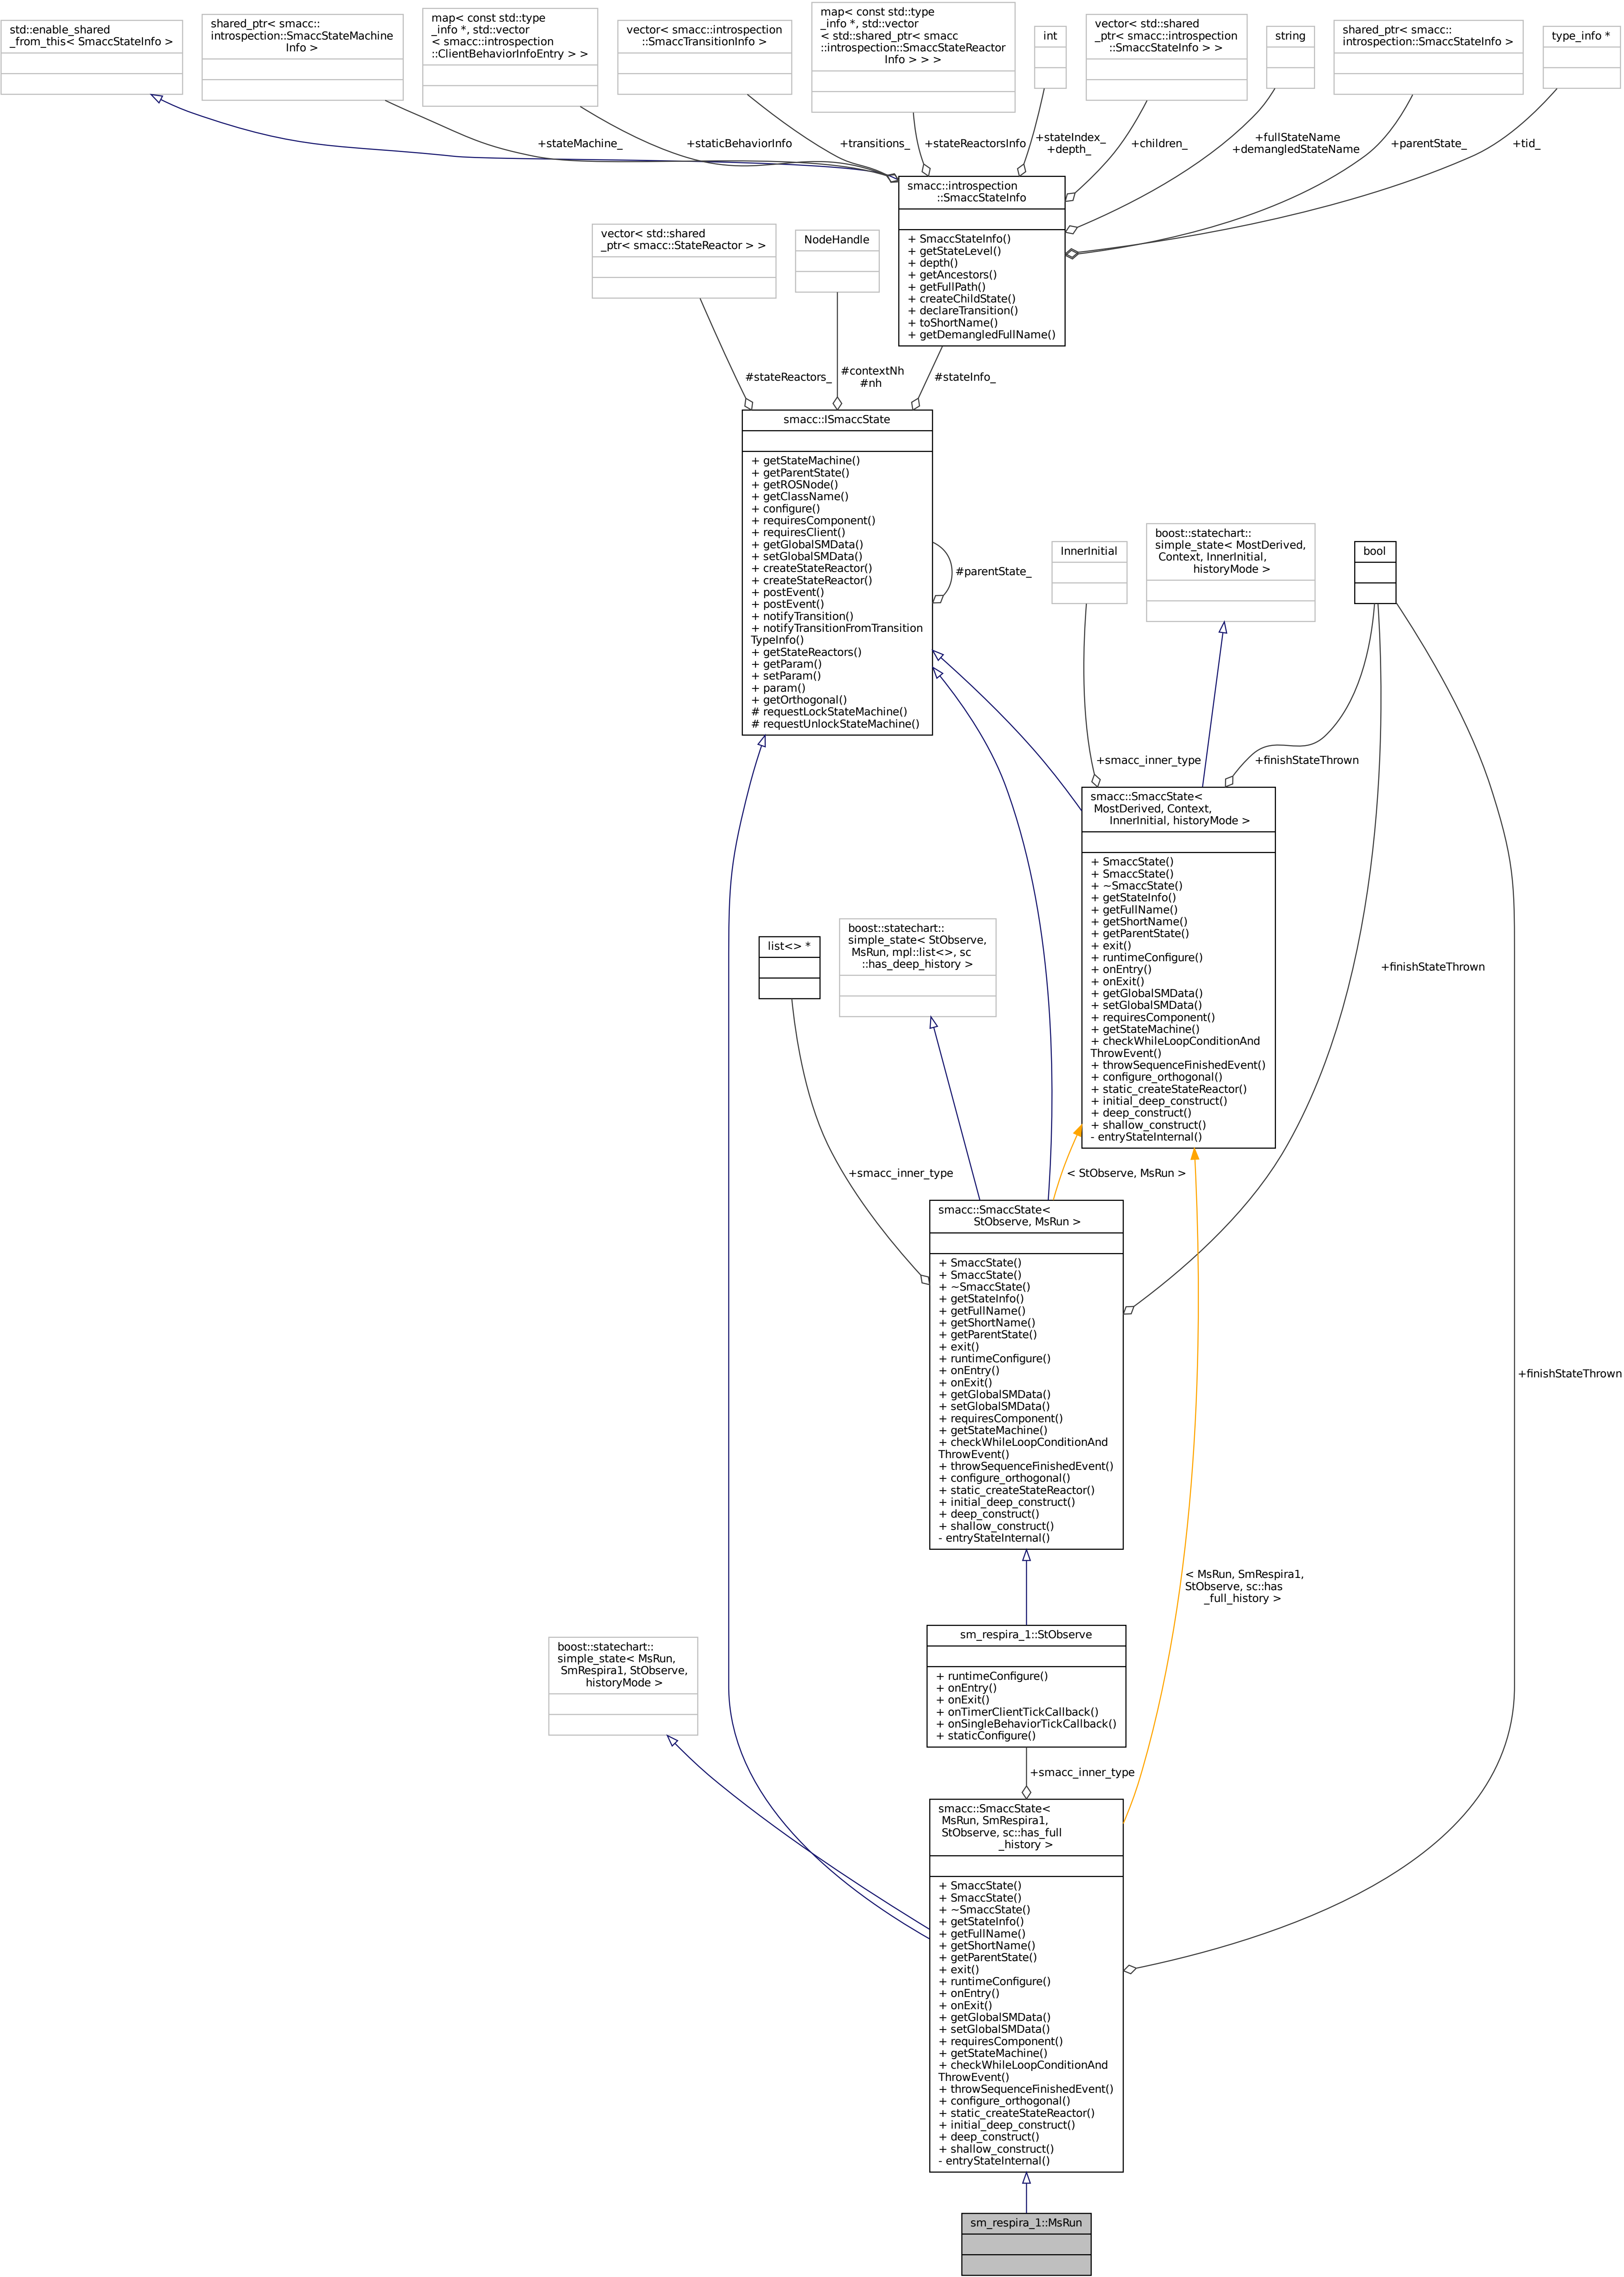 std::enable_shared
_from_this< SmaccStateInfo >
shared_ptr< smacc::
introspection::SmaccStateMachine
Info >
map< const std::type
_info *, std::vector
< smacc::introspection
::ClientBehaviorInfoEntry > >
vector< smacc::introspection
::SmaccTransitionInfo >
map< const std::type
_info *, std::vector
< std::shared_ptr< smacc
::introspection::SmaccStateReactor
Info > > >
int
vector< std::shared
_ptr< smacc::introspection
::SmaccStateInfo > >
string
shared_ptr< smacc::
introspection::SmaccStateInfo >
type_info *
+stateMachine_
+staticBehaviorInfo
+transitions_
+stateReactorsInfo
+stateIndex_
+depth_
+children_
+fullStateName
+demangledStateName
+parentState_
+tid_
smacc::introspection
::SmaccStateInfo
+ SmaccStateInfo()
+ getStateLevel()
+ depth()
+ getAncestors()
+ getFullPath()
+ createChildState()
+ declareTransition()
+ toShortName()
+ getDemangledFullName()
vector< std::shared
_ptr< smacc::StateReactor > >
NodeHandle
#stateReactors_
#contextNh
#nh
#stateInfo_
smacc::ISmaccState
+ getStateMachine()
+ getParentState()
+ getROSNode()
+ getClassName()
+ configure()
+ requiresComponent()
+ requiresClient()
+ getGlobalSMData()
+ setGlobalSMData()
+ createStateReactor()
+ createStateReactor()
+ postEvent()
+ postEvent()
+ notifyTransition()
+ notifyTransitionFromTransition
TypeInfo()
+ getStateReactors()
+ getParam()
+ setParam()
+ param()
+ getOrthogonal()
# requestLockStateMachine()
# requestUnlockStateMachine()
#parentState_
InnerInitial
boost::statechart::
simple_state< MostDerived,
Context, InnerInitial,
historyMode >
bool
+smacc_inner_type
+finishStateThrown
smacc::SmaccState<
MostDerived, Context,
InnerInitial, historyMode >
+ SmaccState()
+ SmaccState()
+ ~SmaccState()
+ getStateInfo()
+ getFullName()
+ getShortName()
+ getParentState()
+ exit()
+ runtimeConfigure()
+ onEntry()
+ onExit()
+ getGlobalSMData()
+ setGlobalSMData()
+ requiresComponent()
+ getStateMachine()
+ checkWhileLoopConditionAnd
ThrowEvent()
+ throwSequenceFinishedEvent()
+ configure_orthogonal()
+ static_createStateReactor()
+ initial_deep_construct()
+ deep_construct()
+ shallow_construct()
- entryStateInternal()
list<> *
boost::statechart::
simple_state< StObserve,
MsRun, mpl::list<>, sc
::has_deep_history >
+finishStateThrown
+smacc_inner_type
< StObserve, MsRun >
smacc::SmaccState<
StObserve, MsRun >
+ SmaccState()
+ SmaccState()
+ ~SmaccState()
+ getStateInfo()
+ getFullName()
+ getShortName()
+ getParentState()
+ exit()
+ runtimeConfigure()
+ onEntry()
+ onExit()
+ getGlobalSMData()
+ setGlobalSMData()
+ requiresComponent()
+ getStateMachine()
+ checkWhileLoopConditionAnd
ThrowEvent()
+ throwSequenceFinishedEvent()
+ configure_orthogonal()
+ static_createStateReactor()
+ initial_deep_construct()
+ deep_construct()
+ shallow_construct()
- entryStateInternal()
+finishStateThrown
< MsRun, SmRespira1,
StObserve, sc::has
_full_history >
sm_respira_1::StObserve
+ runtimeConfigure()
+ onEntry()
+ onExit()
+ onTimerClientTickCallback()
+ onSingleBehaviorTickCallback()
+ staticConfigure()
boost::statechart::
simple_state< MsRun,
SmRespira1, StObserve,
historyMode >
+smacc_inner_type
smacc::SmaccState<
MsRun, SmRespira1,
StObserve, sc::has_full
_history >
+ SmaccState()
+ SmaccState()
+ ~SmaccState()
+ getStateInfo()
+ getFullName()
+ getShortName()
+ getParentState()
+ exit()
+ runtimeConfigure()
+ onEntry()
+ onExit()
+ getGlobalSMData()
+ setGlobalSMData()
+ requiresComponent()
+ getStateMachine()
+ checkWhileLoopConditionAnd
ThrowEvent()
+ throwSequenceFinishedEvent()
+ configure_orthogonal()
+ static_createStateReactor()
+ initial_deep_construct()
+ deep_construct()
+ shallow_construct()
- entryStateInternal()
sm_respira_1::MsRun